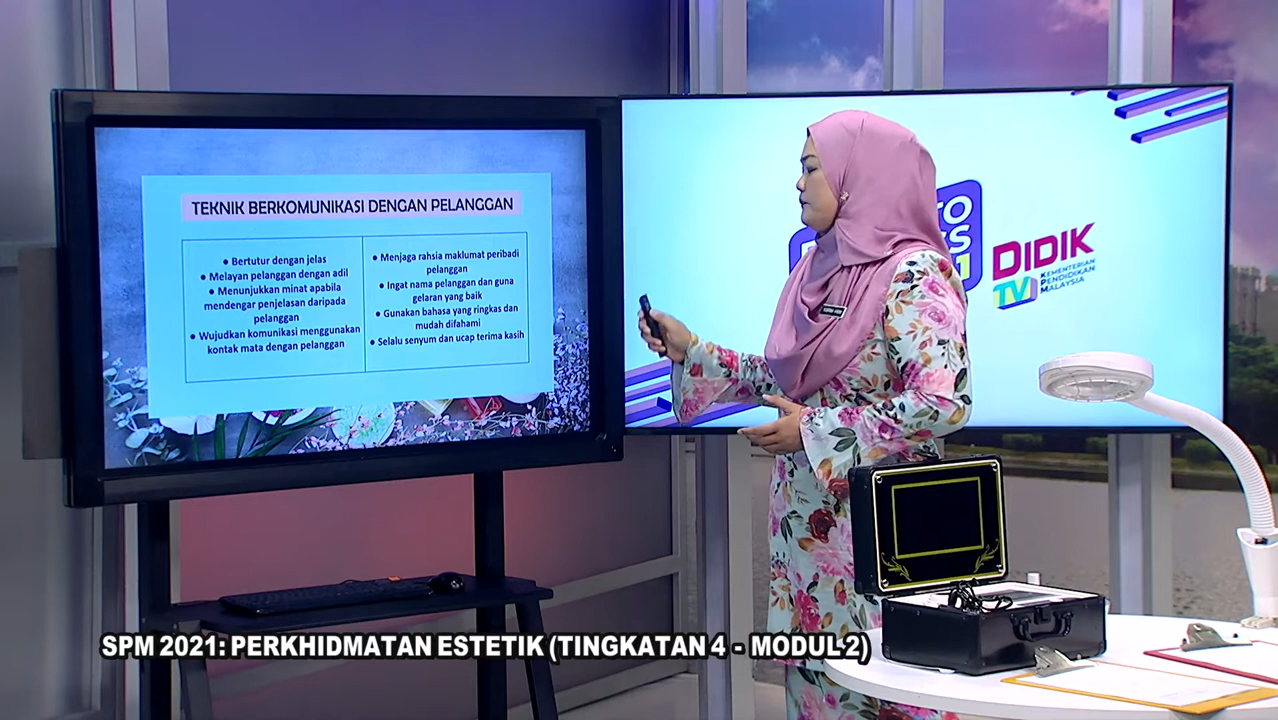 TEKNIK BERKOMUNIKASI DENGAN PELANGGAN
● Bertutur dengan jelas
● Melayan pelanggan dengan adil
● Menunjukkan minat apabila
mendengar penjelasan daripada
pelanggan
● Wujudkan komunikasi menggunakan
kontak mata dengan pelanggan
● Menjaga rahsia maklumat peribadi
pelanggan
● Ingat nama pelanggan dan guna
gelaran yang baik
● Gunakan bahasa yang ringkas dan
mudah difahami
● Selalu senyum dan ucap terima kasih
DIDIK
TV
KEMENTERIAN
PENDIDIKAN
MALAYSIA
SPM 2021: PERKHIDMATAN ESTETIK (TINGKATAN 4 - MODUL 2)